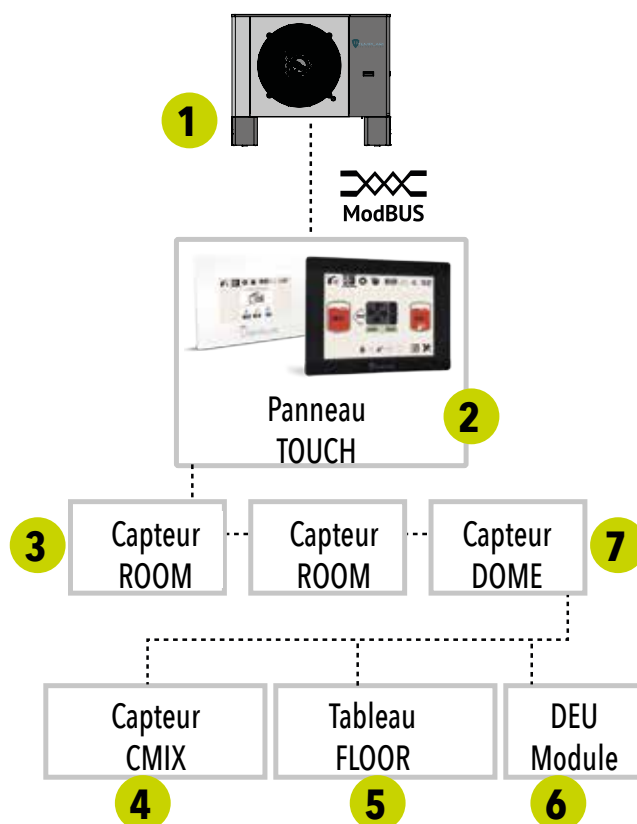 1
ModBUS
Panneau
TOUCH
2
3
Capteur
ROOM
Capteur
ROOM
Capteur
DOME
7
Capteur
CMIX
Tableau
FLOOR
DEU
Module
4
5
6